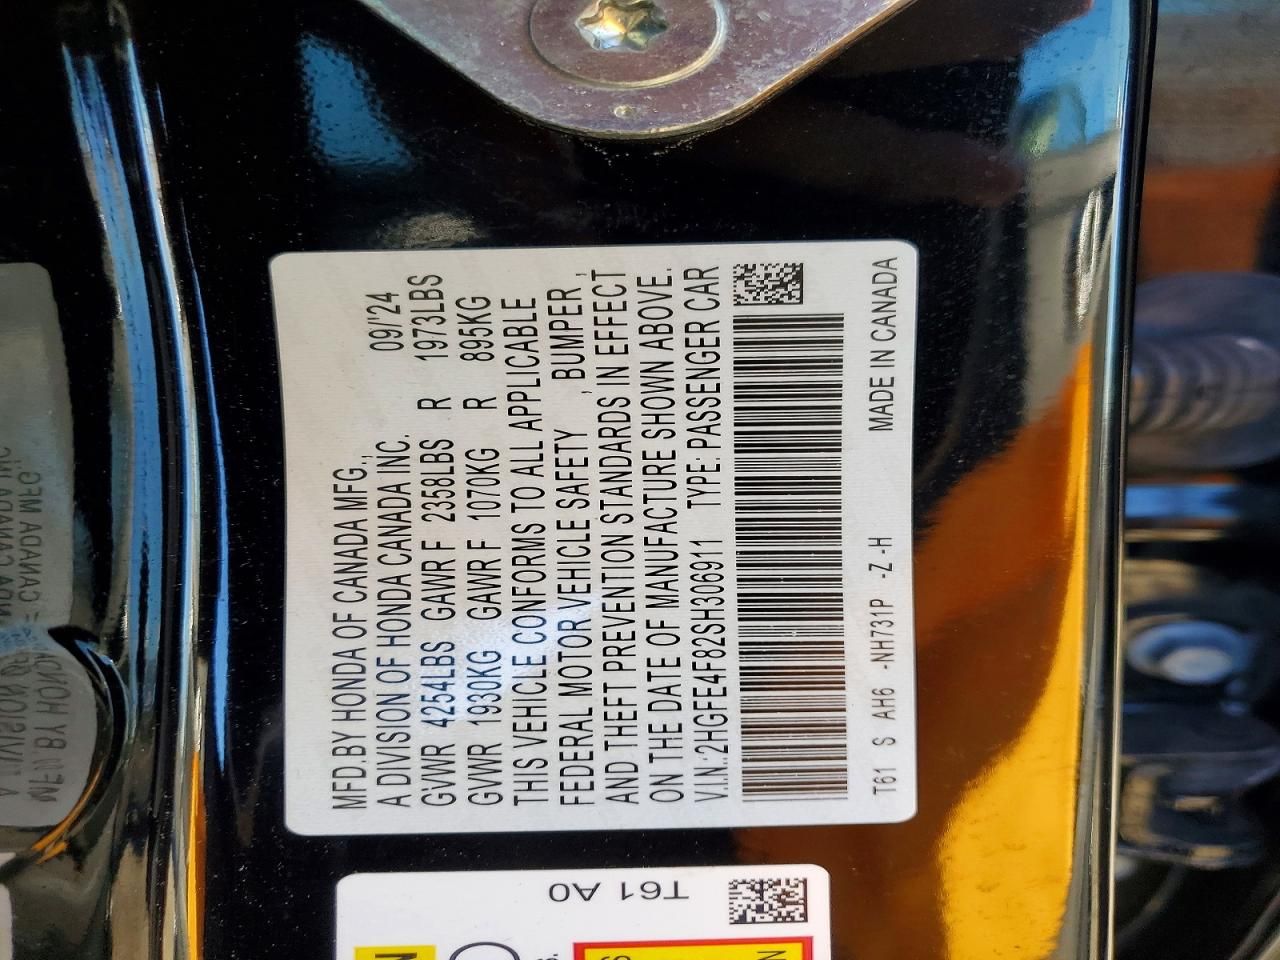 MFD.BY HONDA OF CANADA MFG.,
A DIVISION OF HONDA CANADA INC. 09/'24
GVWR 4254LBS GAWR F 2358LBS R 1973LBS
GVWR 1930KG GAWR F 1070KG R 895KG
THIS VEHICLE CONFORMS TO ALL APPLICABLE
FEDERAL MOTOR VEHICLE SAFETY , BUMPER ,
AND THEFT PREVENTION STANDARDS IN EFFECT
ON THE DATE OF MANUFACTURE SHOWN ABOVE.
V.I.N.:2HGFE4F82SH306911 TYPE: PASSENGER CAR
T61 S AH6 -NH731P -Z -H MADE IN CANADA
T61 A0